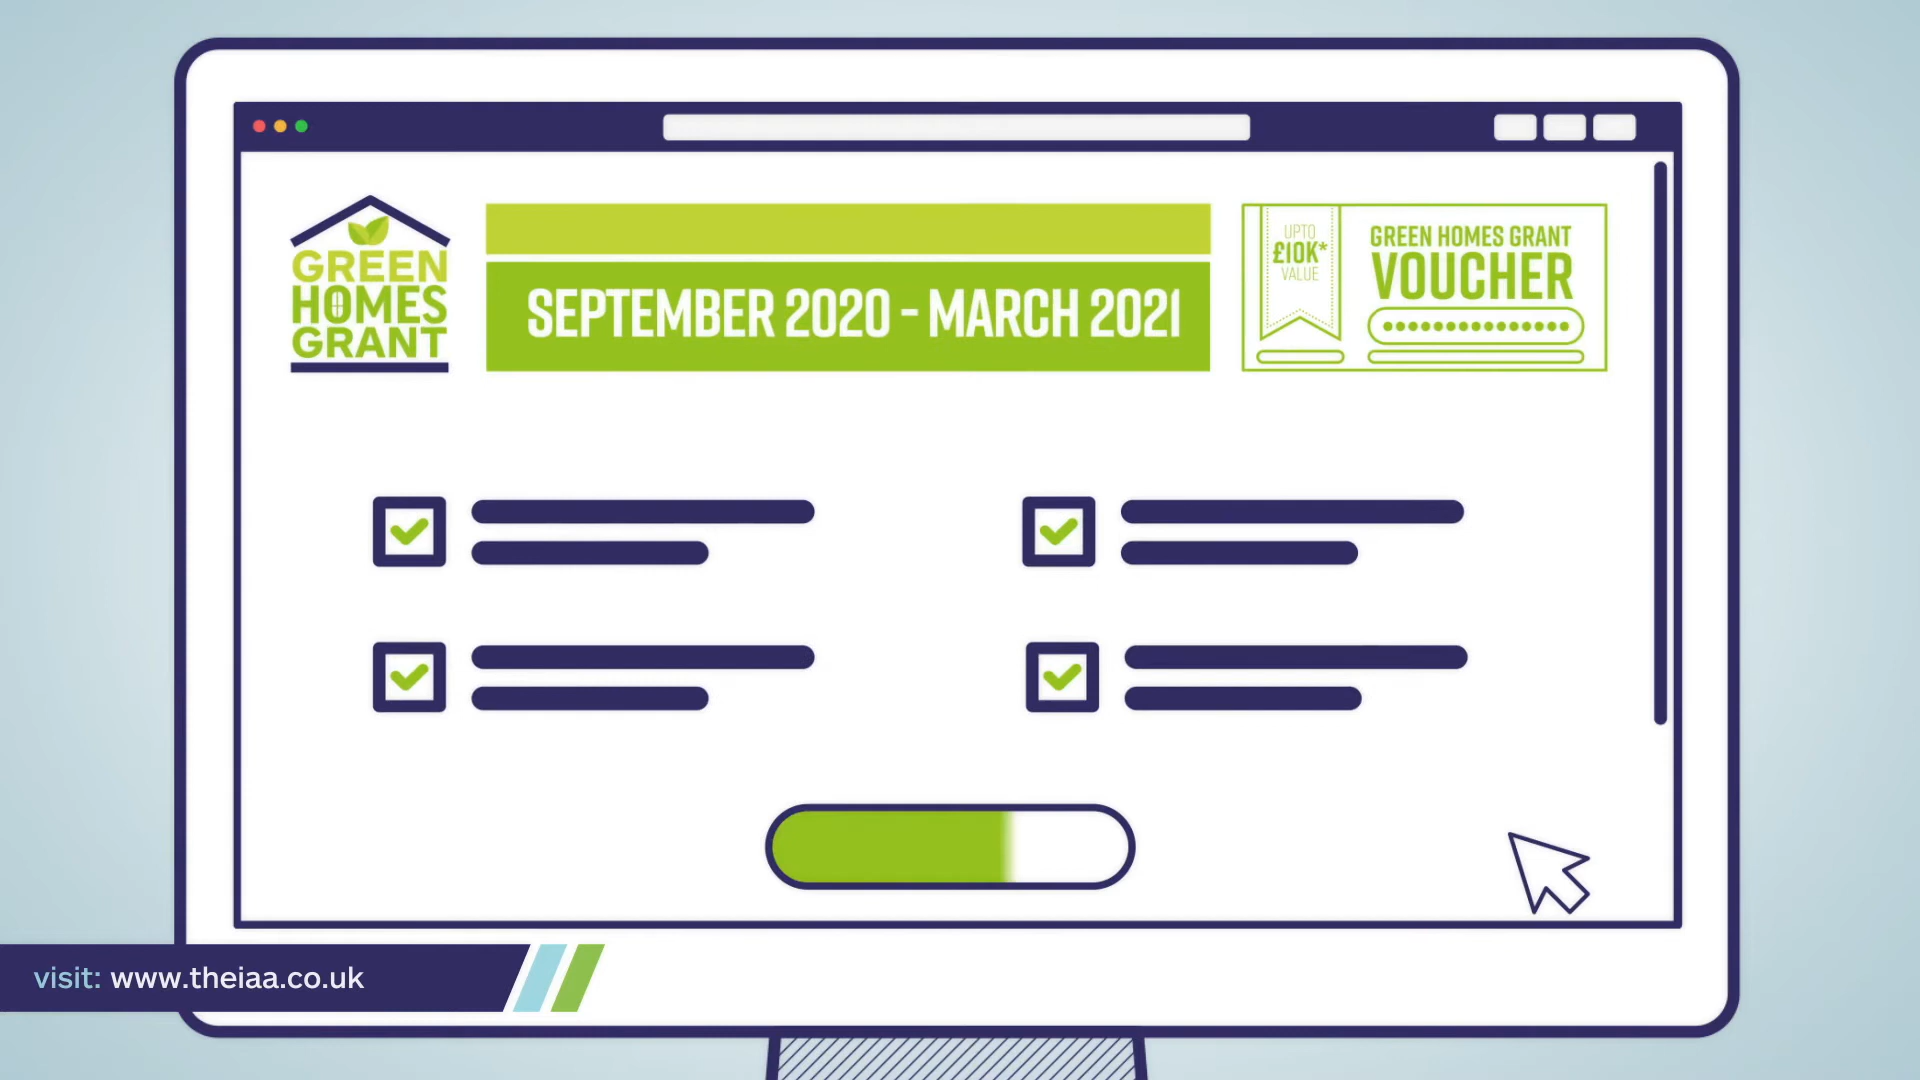 GREEN
HOMES
GRANT
SEPTEMBER 2020 - MARCH 2021
UPTO
£10K*
VALUE
GREEN HOMES GRANT
VOUCHER
visit: www.theiaa.co.uk